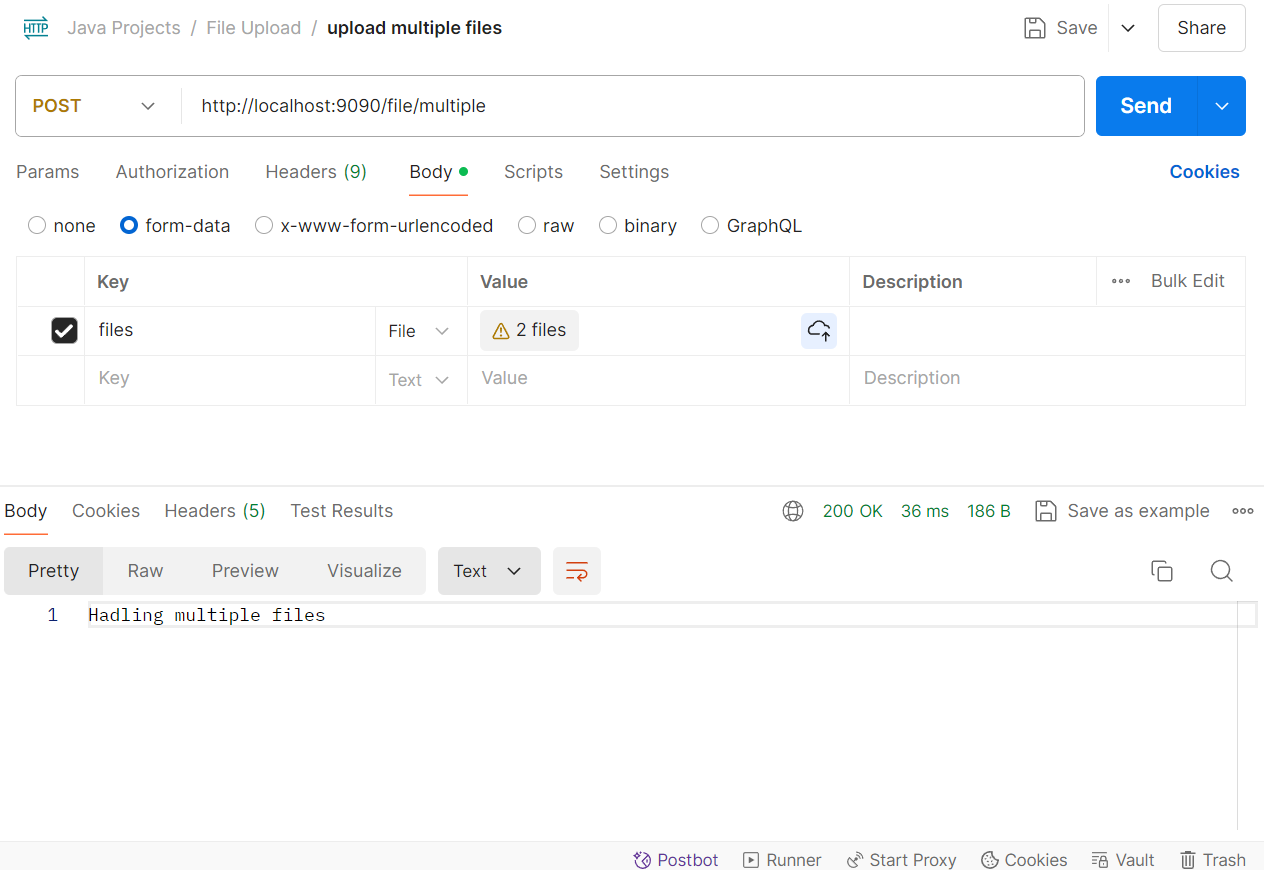 HTTP Java Projects / File Upload / upload multiple files Save Share
POST http://localhost:9090/file/multiple Send
Params Authorization Headers (9) Body Scripts Settings Cookies
none form-data x-www-form-urlencoded raw binary GraphQL
Key Value Description Bulk Edit
files File 2 files
Key Text Value Description
Body Cookies Headers (5) Test Results 200 OK 36 ms 186 B Save as example
Pretty Raw Preview Visualize Text
1 Hadling multiple files
Postbot Runner Start Proxy Cookies Vault Trash